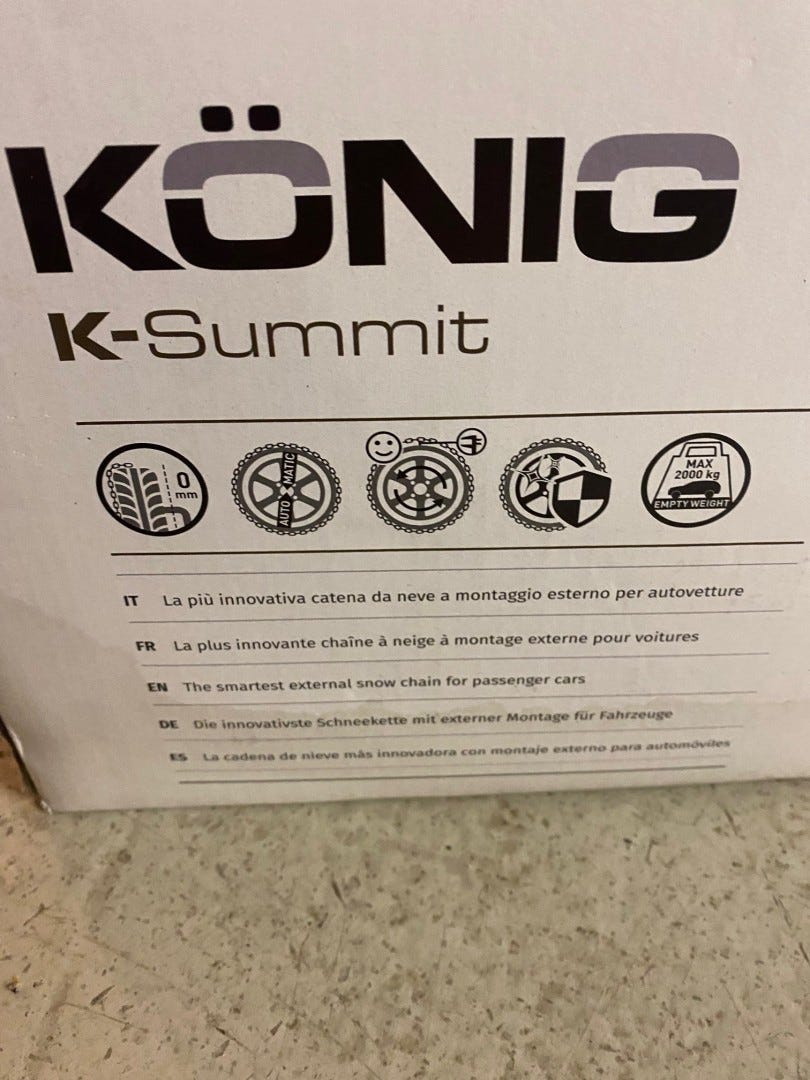 KÖNIG
K-Summit
0
mm
AUTO MATIC
MAX
2000 kg
EMPTY WEIGHT
IT La più innovativa catena da neve a montaggio esterno per autovetture
FR La plus innovante chaîne à neige à montage externe pour voitures
EN The smartest external snow chain for passenger cars
DE Die innovativste Schneekette mit externer Montage für Fahrzeuge
ES La cadena de nieve más innovadora con montaje externo para automóviles